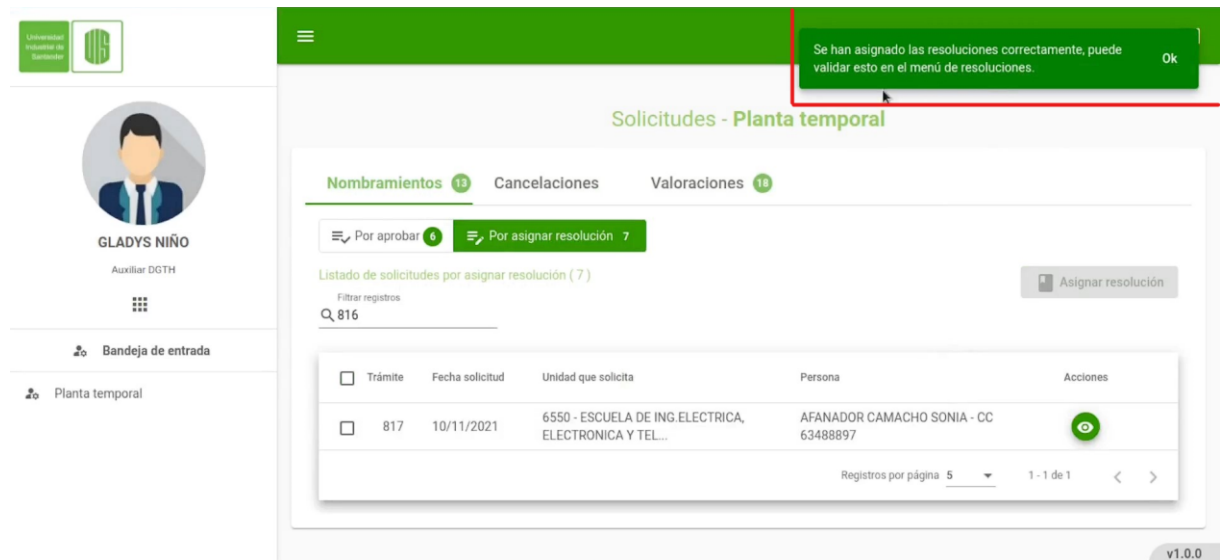 Universidad
Industrial de
Santander
UIS
GLADYS NIÑO
Auxiliar DGTH
Bandeja de entrada
Planta temporal
Se han asignado las resoluciones correctamente, puede
validar esto en el menú de resoluciones.
Ok
Solicitudes - Planta temporal
Nombramientos 13 Cancelaciones Valoraciones 18
Por aprobar 6 Por asignar resolución 7
Listado de solicitudes por asignar resolución ( 7 )
Asignar resolución
Filtrar registros
816
Trámite Fecha solicitud Unidad que solicita Persona Acciones
817 10/11/2021 6550 - ESCUELA DE ING.ELECTRICA, AFANADOR CAMACHO SONIA - CC
ELECTRONICA Y TEL... 63488897
Registros por página 5 1 - 1 de 1
v1.0.0